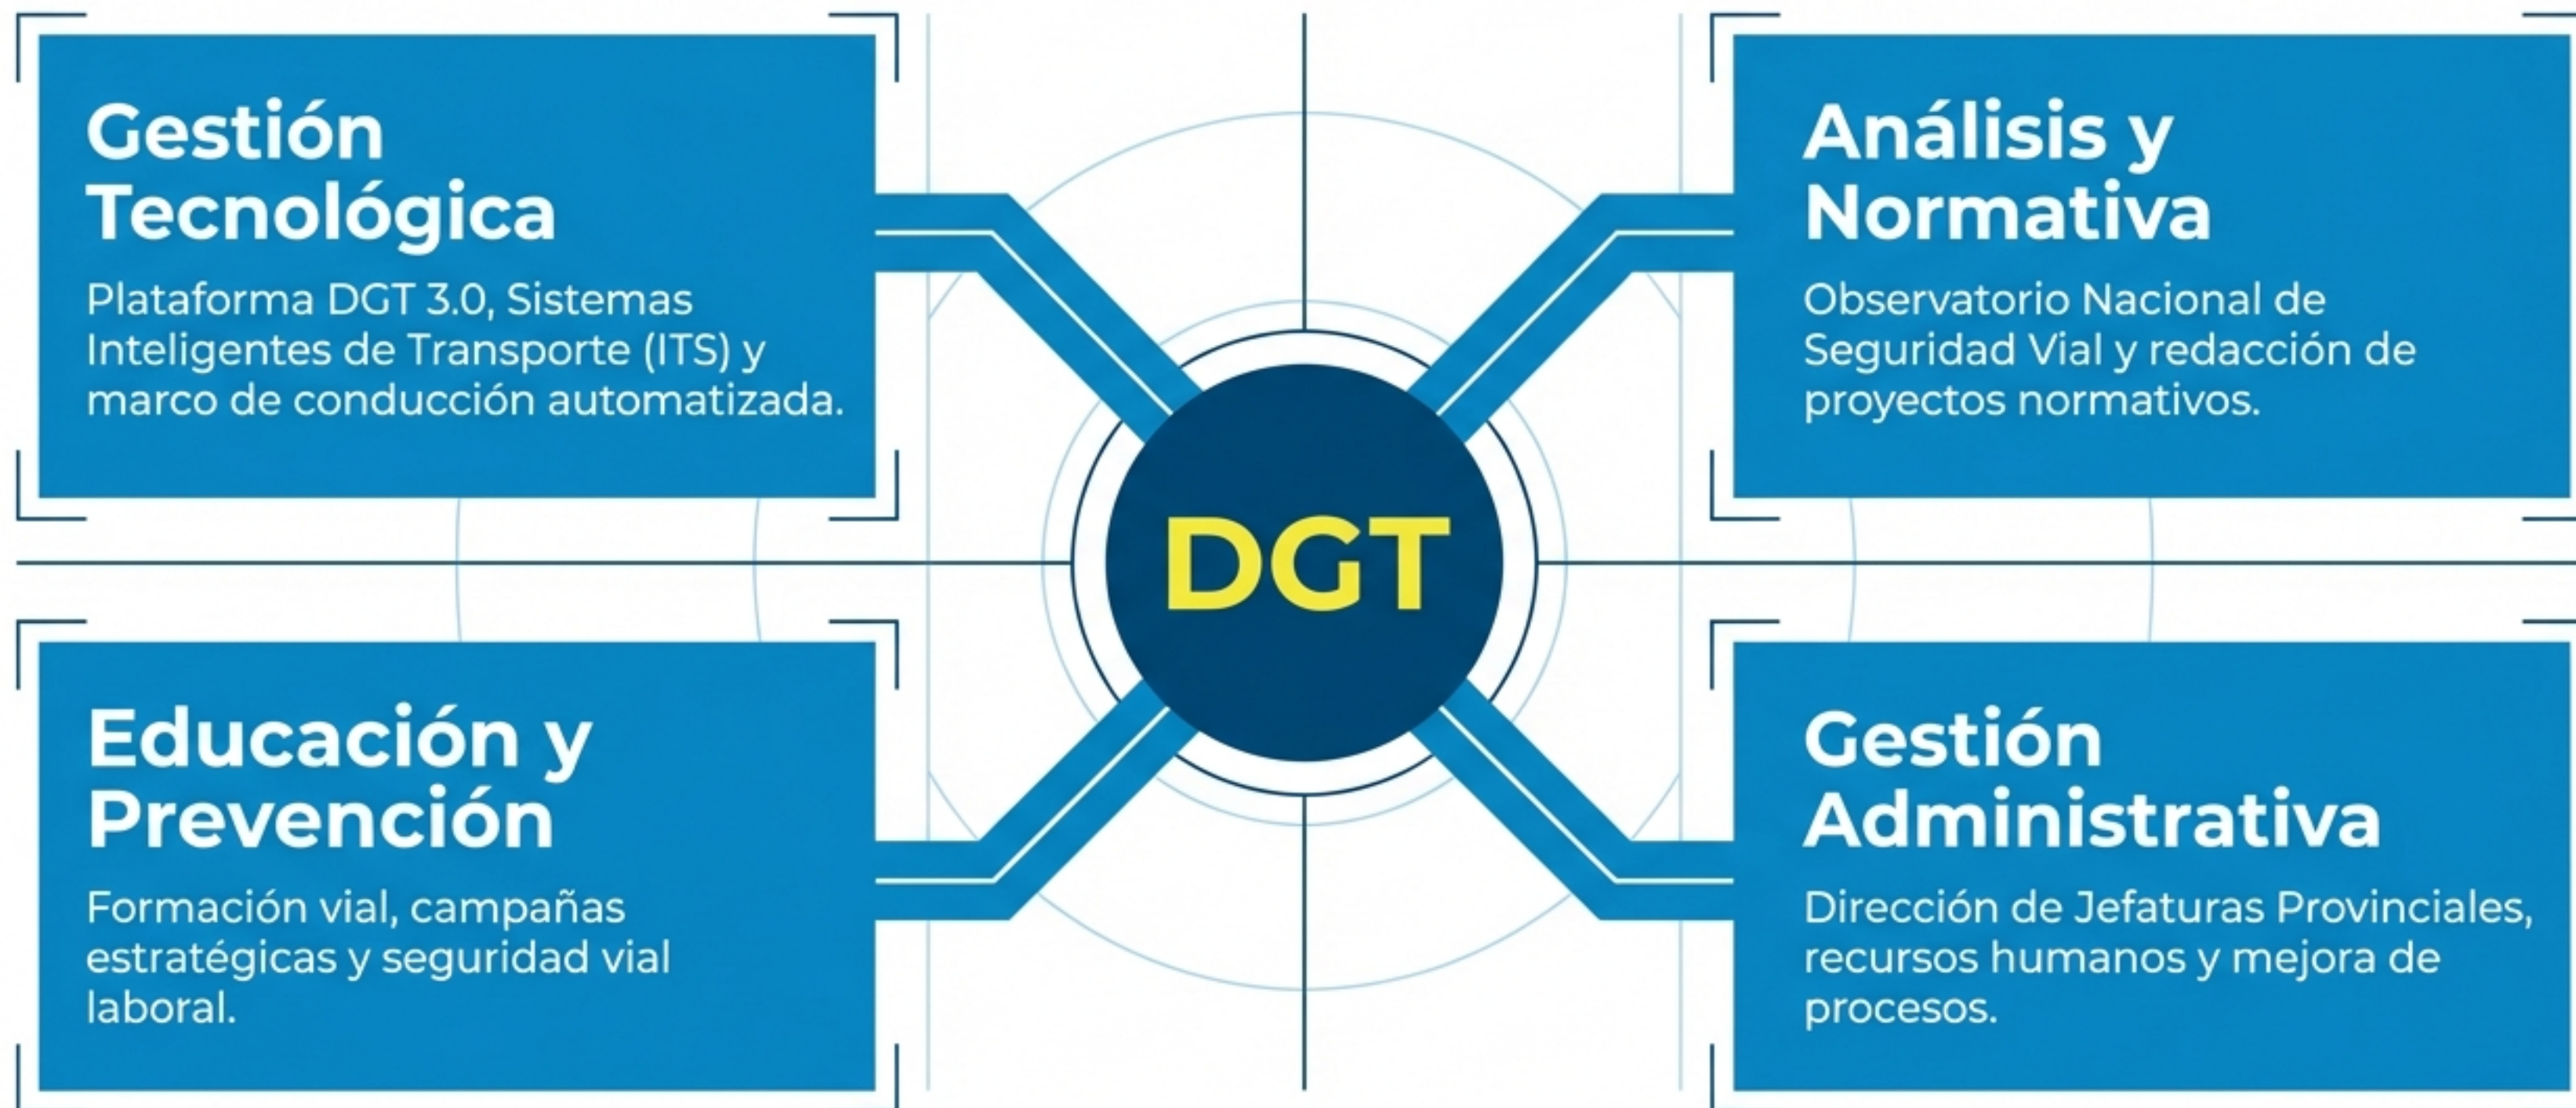 Gestión
Tecnológica
Plataforma DGT 3.0, Sistemas
Inteligentes de Transporte (ITS) y
marco de conducción automatizada.
Análisis y
Normativa
Observatorio Nacional de
Seguridad Vial y redacción de
proyectos normativos.
DGT
Educación y
Prevención
Formación vial, campañas
estratégicas y seguridad vial
laboral.
Gestión
Administrativa
Dirección de Jefaturas Provinciales,
recursos humanos y mejora de
procesos.